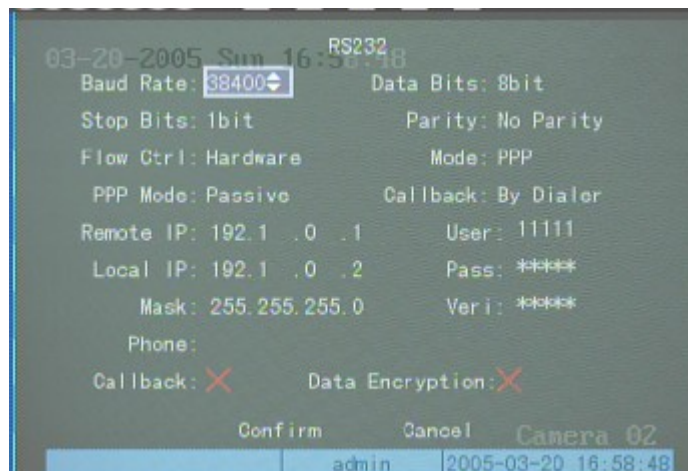 RS232
03-20-2005 Sun 16:58:48
Baud Rate: 38400 Data Bits: 8bit
Stop Bits: 1bit Parity: No Parity
Flow Ctrl: Hardware Mode: PPP
PPP Mode: Passive Callback: By Dialer
Remote IP: 192.1 .0 .1 User: 11111
Local IP: 192.1 .0 .2 Pass: *****
Mask: 255.255.255.0 Veri: *****
Phone:
Callback: Data Encryption:
Confirm Cancel
Camera 02
admin 2005-03-20 16:58:48